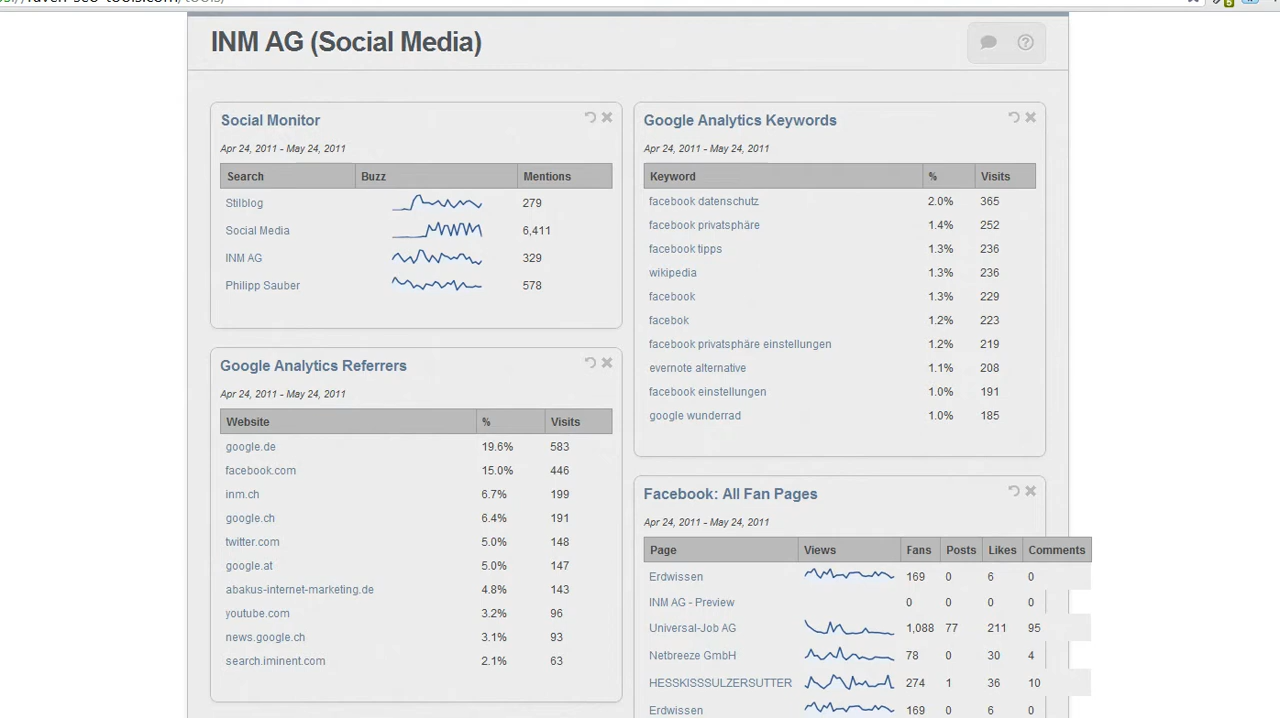 INM AG (Social Media)
Social Monitor
Apr 24, 2011 - May 24, 2011
Search Buzz Mentions
Stilblog 279
Social Media 6,411
INM AG 329
Philipp Sauber 578
Google Analytics Referrers
Apr 24, 2011 - May 24, 2011
Website % Visits
google.de 19.6% 583
facebook.com 15.0% 446
inm.ch 6.7% 199
google.ch 6.4% 191
twitter.com 5.0% 148
google.at 5.0% 147
abakus-internet-marketing.de 4.8% 143
youtube.com 3.2% 96
news.google.ch 3.1% 93
search.iminent.com 2.1% 63
Google Analytics Keywords
Apr 24, 2011 - May 24, 2011
Keyword % Visits
facebook datenschutz 2.0% 365
facebook privatsphäre 1.4% 252
facebook tipps 1.3% 236
wikipedia 1.3% 236
facebook 1.3% 229
facebok 1.2% 223
facebook privatsphäre einstellungen 1.2% 219
evernote alternative 1.1% 208
facebook einstellungen 1.0% 191
google wunderrad 1.0% 185
Facebook: All Fan Pages
Apr 24, 2011 - May 24, 2011
Page Views Fans Posts Likes Comments
Erdwissen 169 0 6 0
INM AG - Preview 0 0 0 0
Universal-Job AG 1,088 77 211 95
Netbreeze GmbH 78 0 30 4
HESSKISSSULZERSUTTER 274 1 36 10
Erdwissen 169 0 6 0